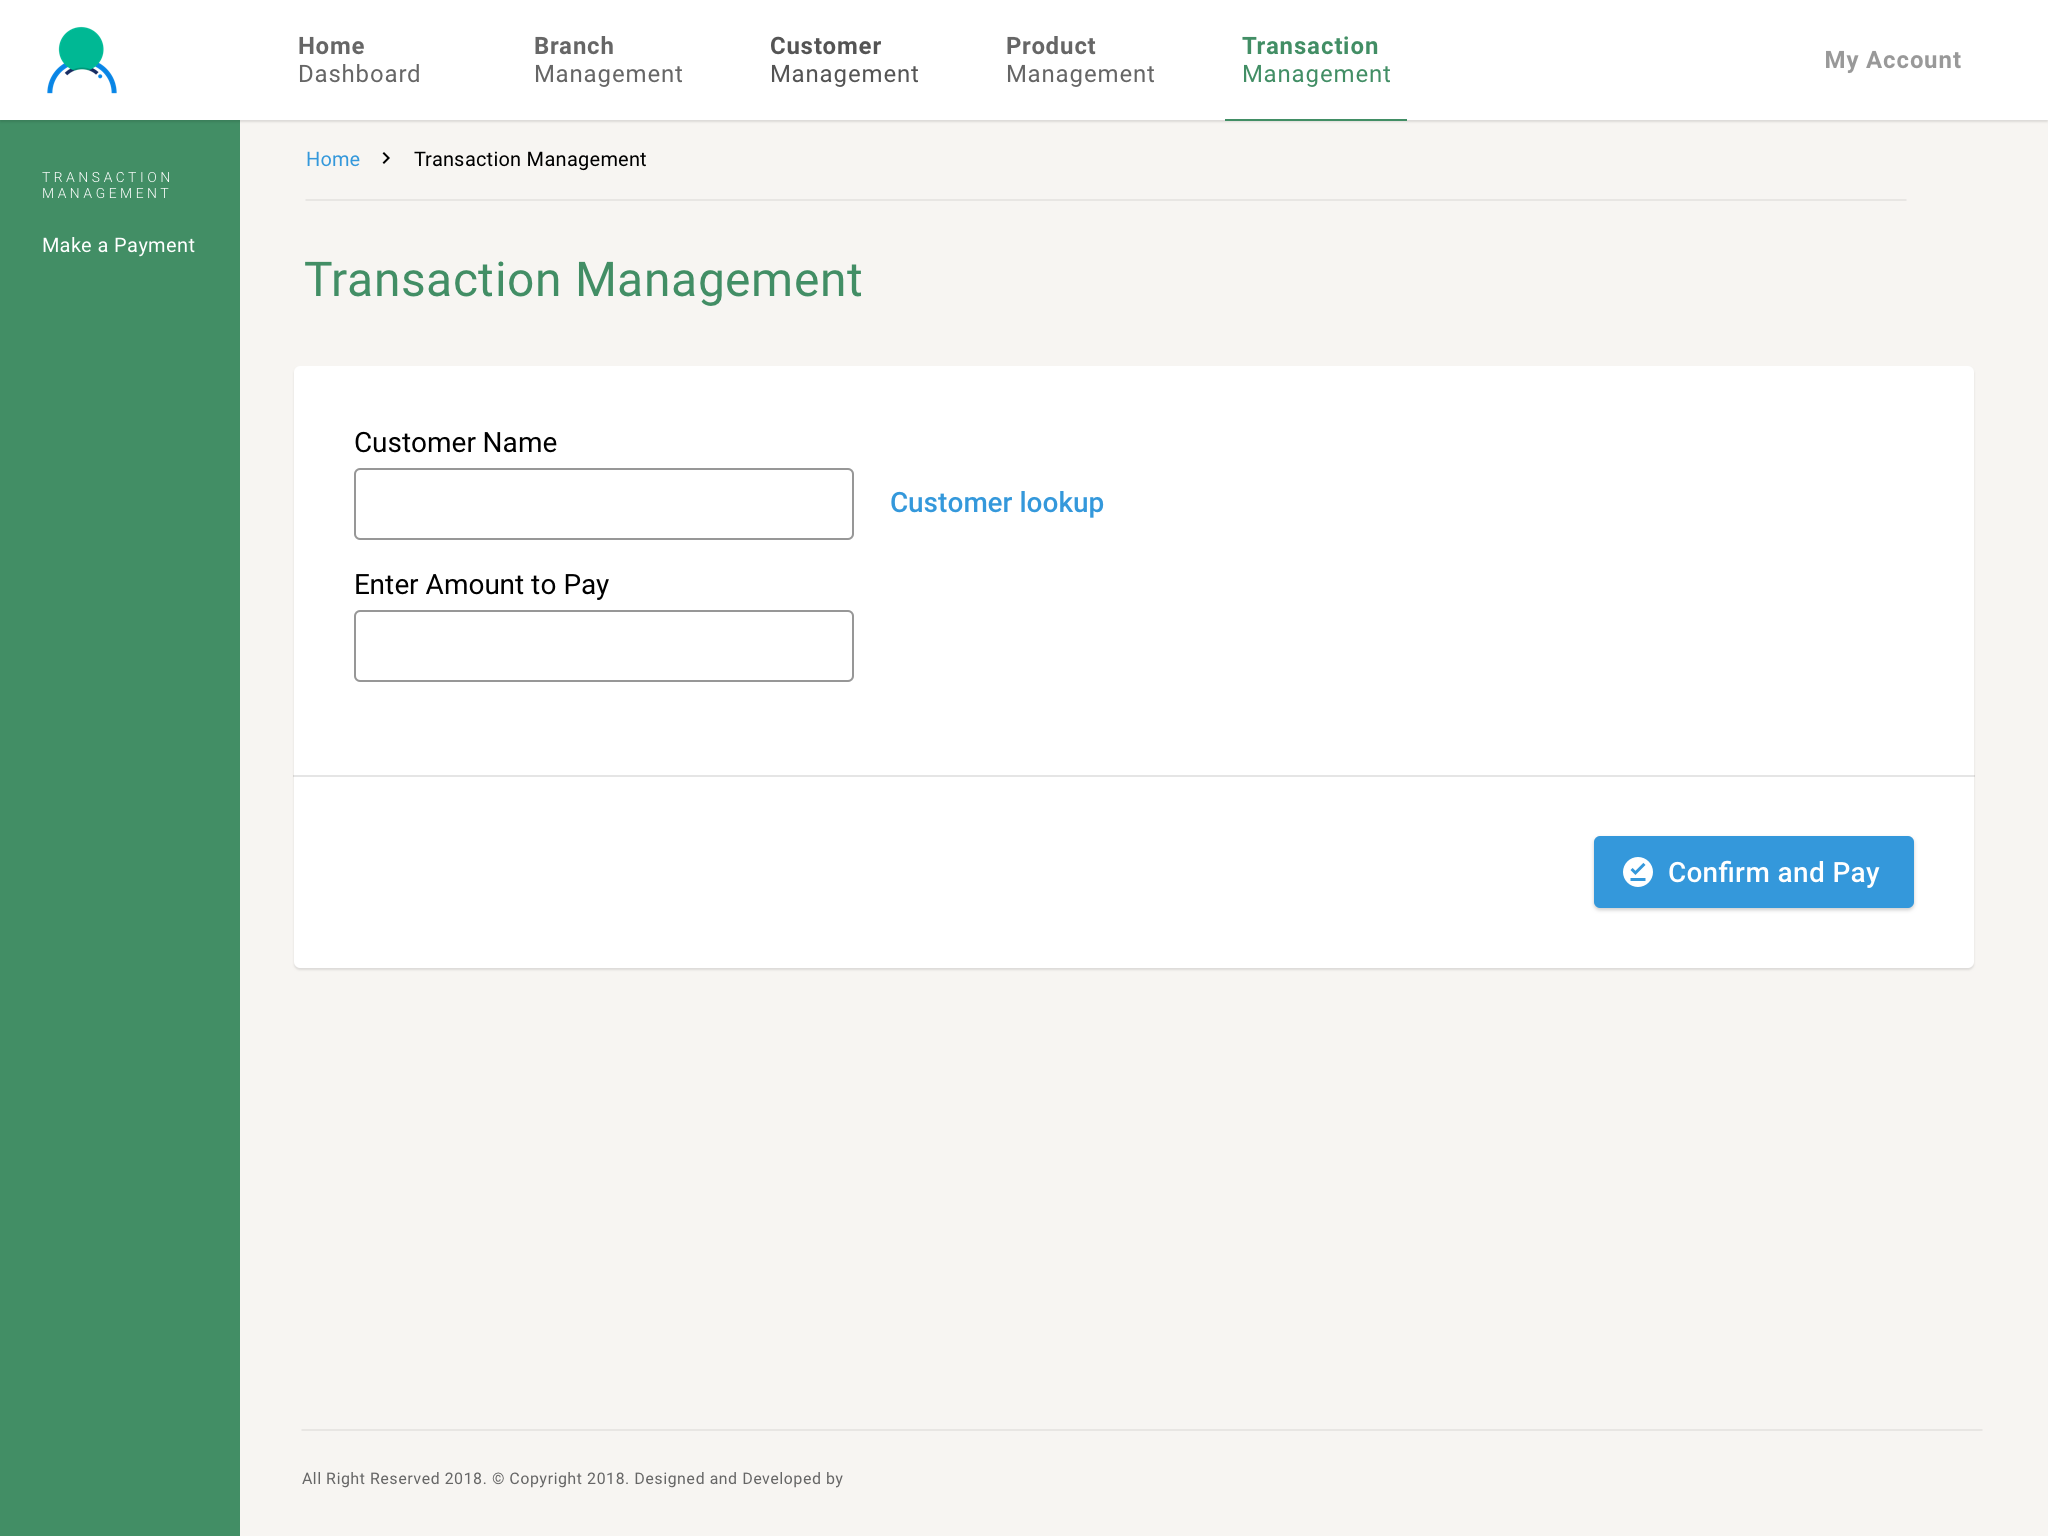 Home
Dashboard
Branch
Management
Customer
Management
Product
Management
Transaction
Management
My Account
TRANSACTION
MANAGEMENT
Make a Payment
Home
Transaction Management
Transaction Management
Customer Name
Customer lookup
Enter Amount to Pay
Confirm and Pay
All Right Reserved 2018. © Copyright 2018. Designed and Developed by